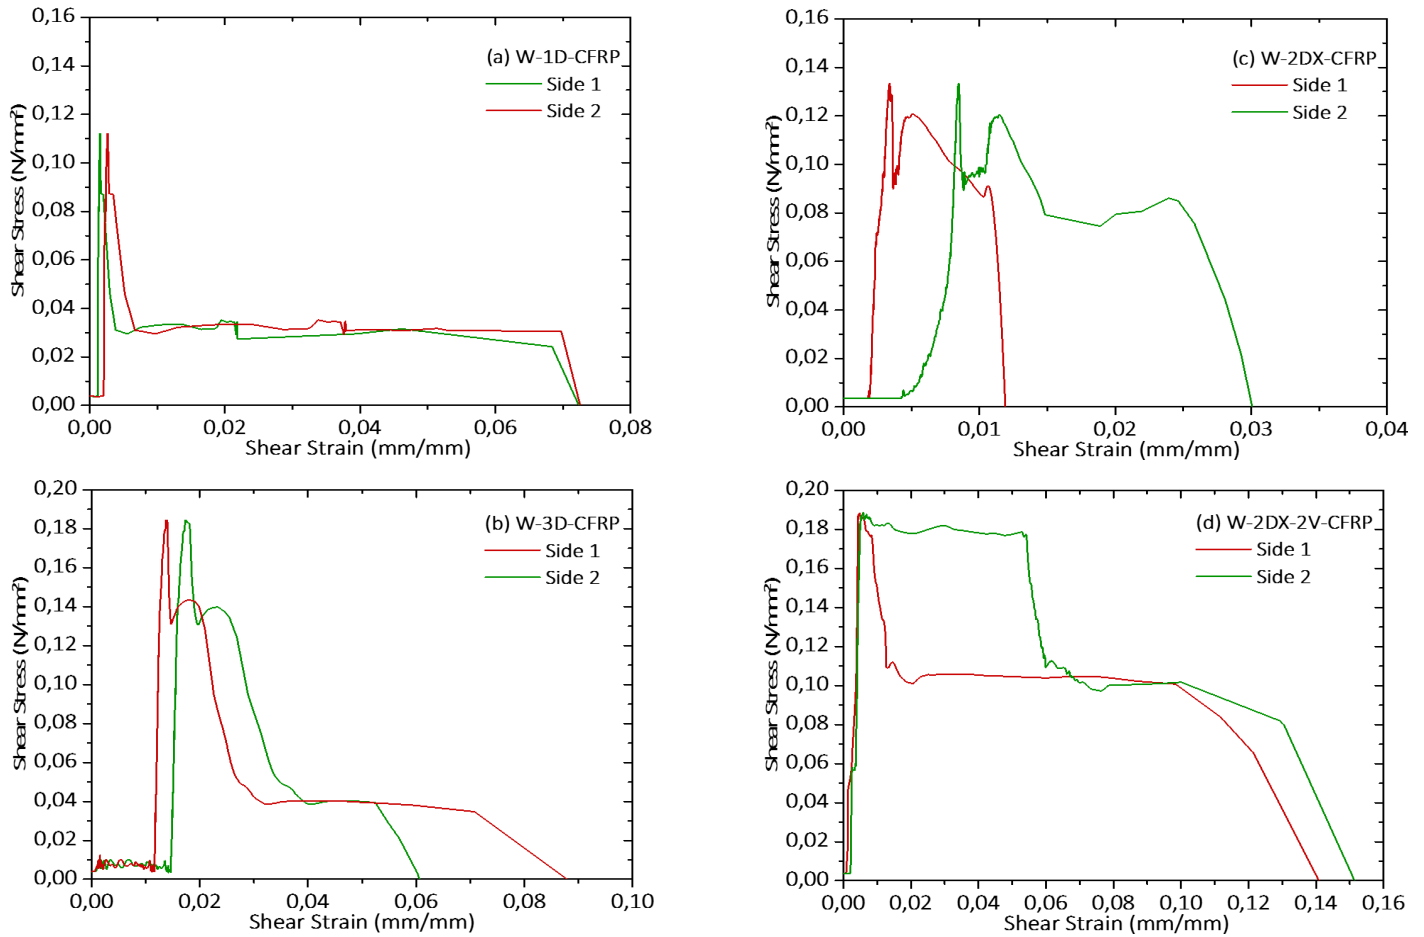 0,16
0,14
0,12
0,10
0,08
0,06
0,04
0,02
0,00
Shear Stress (N/mm²)
(a) W-1D-CFRP
Side 1
Side 2
0,00 0,02 0,04 0,06 0,08
Shear Strain (mm/mm)
0,16
0,14
0,12
0,10
0,08
0,06
0,04
0,02
0,00
Shear Stress (N/mm²)
(c) W-2DX-CFRP
Side 1
Side 2
0,00 0,01 0,02 0,03 0,04
Shear Strain (mm/mm)
0,20
0,18
0,16
0,14
0,12
0,10
0,08
0,06
0,04
0,02
0,00
Shear Stress (N/mm²)
(b) W-3D-CFRP
Side 1
Side 2
0,00 0,02 0,04 0,06 0,08 0,10
Shear Strain (mm/mm)
0,20
0,18
0,16
0,14
0,12
0,10
0,08
0,06
0,04
0,02
0,00
Shear Stress (N/mm²)
(d) W-2DX-2V-CFRP
Side 1
Side 2
0,00 0,02 0,04 0,06 0,08 0,10 0,12 0,14 0,16
Shear Strain (mm/mm)